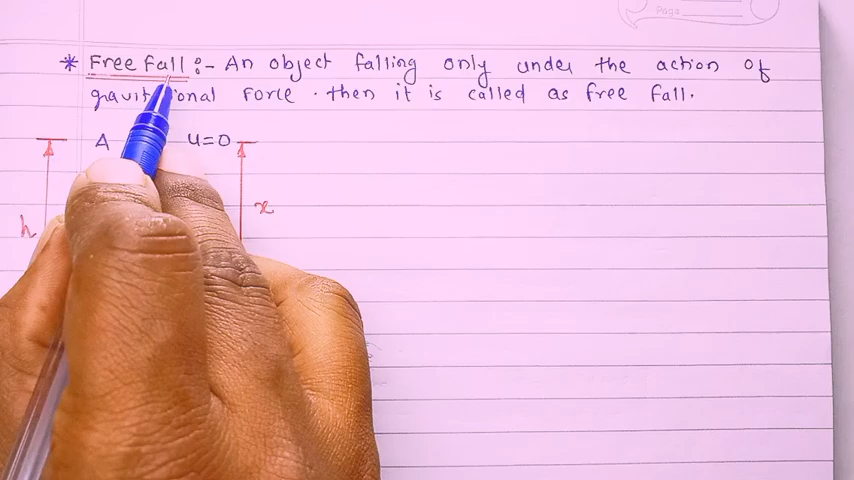 Page
* Free fall :- An object falling only under the action of
gravitational Force . then it is called as free fall.
A u=0
h x